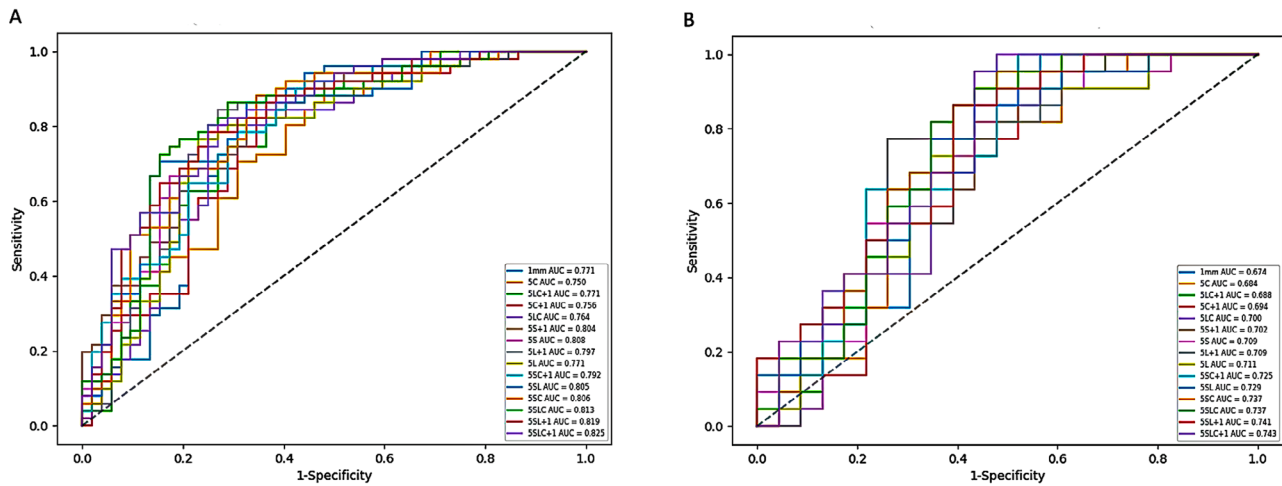 A
1.0
0.8
0.6
0.4
0.2
0.0
Sensitivity
0.0
0.2
0.4
0.6
0.8
1.0
1-Specificity
1mm AUC = 0.771
5C AUC = 0.750
5LC+1 AUC = 0.771
5C+1 AUC = 0.756
5LC AUC = 0.764
5S+1 AUC = 0.804
5S AUC = 0.808
5L+1 AUC = 0.797
5L AUC = 0.771
5SC+1 AUC = 0.792
5SL AUC = 0.805
5SC AUC = 0.806
5SLC AUC = 0.813
5SL+1 AUC = 0.819
5SLC+1 AUC = 0.825
B
1.0
0.8
0.6
0.4
0.2
0.0
Sensitivity
0.0
0.2
0.4
0.6
0.8
1.0
1-Specificity
1mm AUC = 0.674
5C AUC = 0.684
5LC+1 AUC = 0.688
5C+1 AUC = 0.694
5LC AUC = 0.700
5S+1 AUC = 0.702
5S AUC = 0.709
5L+1 AUC = 0.709
5L AUC = 0.711
5SC+1 AUC = 0.725
5SL AUC = 0.729
5SC AUC = 0.737
5SLC AUC = 0.737
5SL+1 AUC = 0.741
5SLC+1 AUC = 0.743